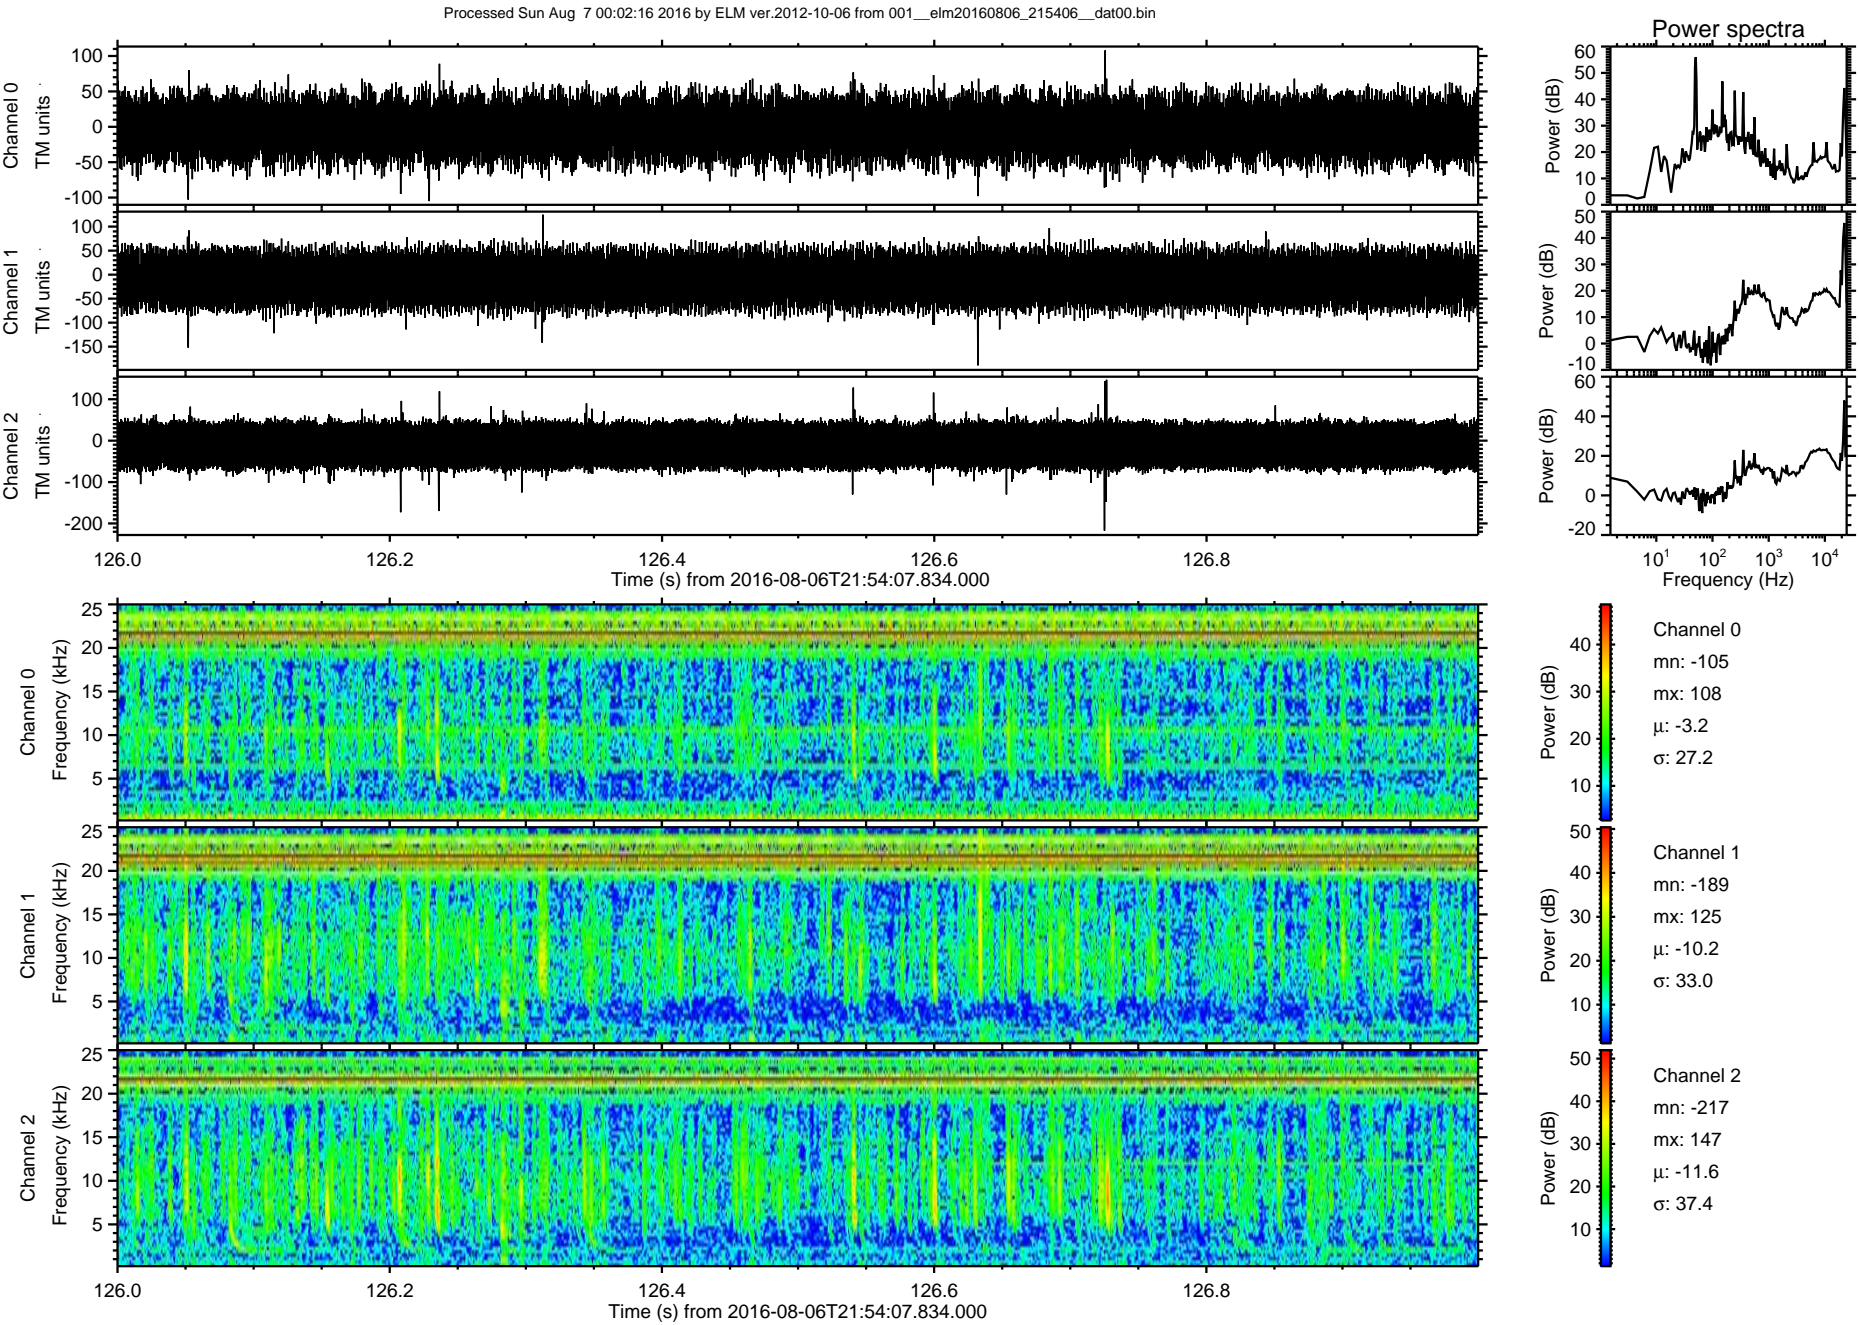 Processed Sun Aug 7 00:02:16 2016 by ELM ver.2012-10-06 from 001__elm20160806_215406__dat00.bin
Power spectra
Channel 0
TM units
100
50
0
-50
-100
Power (dB)
60
50
40
30
20
10
0
Channel 1
TM units
100
50
0
-50
-100
-150
Power (dB)
50
40
30
20
10
0
-10
Channel 2
TM units
100
0
-100
-200
Power (dB)
60
40
20
0
-20
126.0 126.2 126.4 126.6 126.8
Time (s) from 2016-08-06T21:54:07.834.000
10^1 10^2 10^3 10^4
Frequency (Hz)
Channel 0
Frequency (kHz)
25
20
15
10
5
Power (dB)
40
30
20
10
Channel 0
mn: -105
mx: 108
μ: -3.2
σ: 27.2
Channel 1
Frequency (kHz)
25
20
15
10
5
Power (dB)
50
40
30
20
10
Channel 1
mn: -189
mx: 125
μ: -10.2
σ: 33.0
Channel 2
Frequency (kHz)
25
20
15
10
5
Power (dB)
50
40
30
20
10
Channel 2
mn: -217
mx: 147
μ: -11.6
σ: 37.4
126.0 126.2 126.4 126.6 126.8
Time (s) from 2016-08-06T21:54:07.834.000